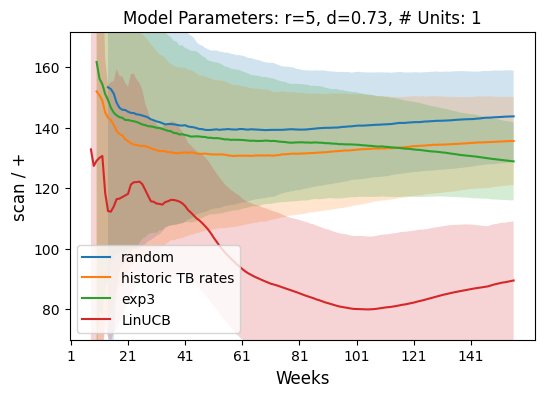 Model Parameters: r=5, d=0.73, # Units: 1
scan / +
160
140
120
100
80
random
historic TB rates
exp3
LinUCB
1 21 41 61 81 101 121 141
Weeks